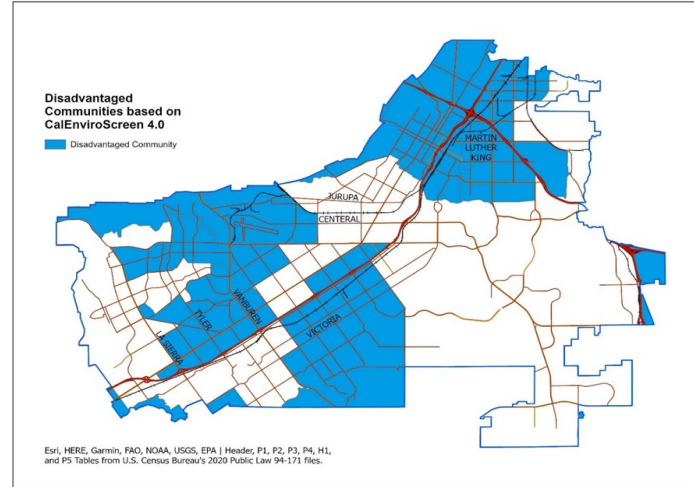 Disadvantaged
Communities based on
CalEnviroScreen 4.0
Disadvantaged Community
MARTIN
LUTHER
KING
JURUPA
CENTERAL
VANBUREN
TYLER
VICTORIA
LA SIERRA
Esri, HERE, Garmin, FAO, NOAA, USGS, EPA | Header, P1, P2, P3, P4, H1,
and P5 Tables from U.S. Census Bureau's 2020 Public Law 94-171 files.